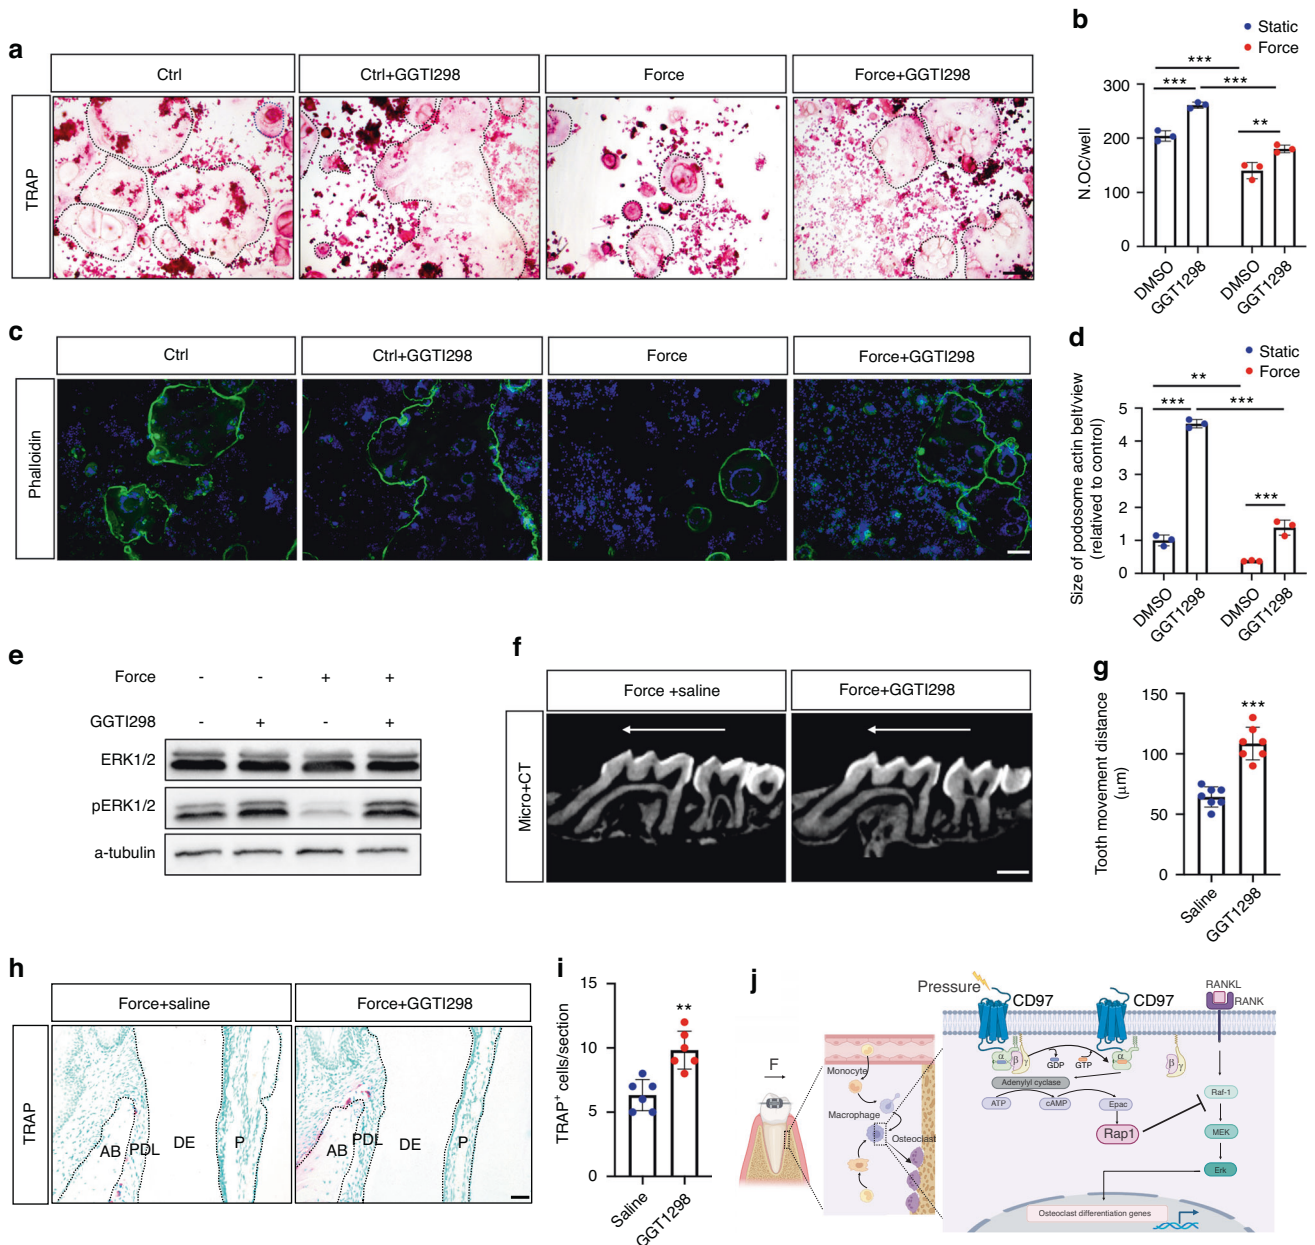 a
Ctrl
Ctrl+GGTI298
Force
Force+GGTI298
TRAP
b
Static
Force
***
***
***
**
N.OC/well
300
200
100
0
DMSO
GGT1298
DMSO
GGT1298
c
Ctrl
Ctrl+GGTI298
Force
Force+GGTI298
Phalloidin
d
Static
Force
**
***
***
***
Size of podosome actin belt/view
(relatived to control)
5
4
3
2
1
0
DMSO
GGT1298
DMSO
GGT1298
e
Force - - + +
GGTI298 - + - +
ERK1/2
pERK1/2
a-tubulin
f
Force +saline
Force+GGTI298
Micro+CT
g
Tooth movement distance
(μm)
150
100
50
0
***
Saline
GGT1298
h
Force+saline
Force+GGTI298
TRAP
AB
PDL
DE
P
AB
PDL
DE
P
i
TRAP+ cells/section
15
10
5
0
**
Saline
GGT1298
j
F
Monocyte
Macrophage
Osteoclast
Pressure
CD97
CD97
RANKL
RANK
α
β
γ
GDP
GTP
α
β
γ
Adenylyl cyclase
ATP
cAMP
Epac
Rap1
Raf-1
MEK
Erk
Osteoclast differentiation genes